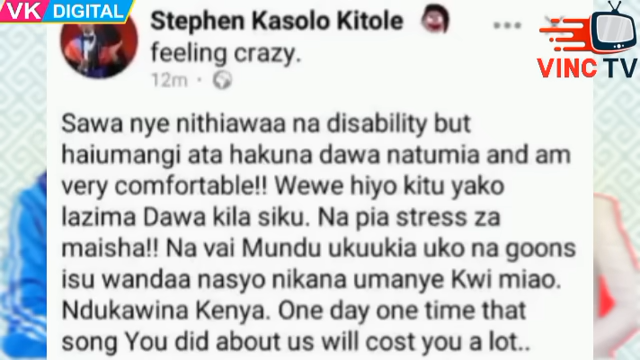 VK DIGITAL
Stephen Kasolo Kitole
feeling crazy.
12m
VINC TV
Sawa nye nithiawaa na disability but
haiumangi ata hakuna dawa natumia and am
very comfortable!! Wewe hiyo kitu yako
lazima Dawa kila siku. Na pia stress za
maisha!! Na vai Mundu ukuukia uko na goons
isu wandaa nasyo nikana umanye Kwi miao.
Ndukawina Kenya. One day one time that
song You did about us will cost you a lot..